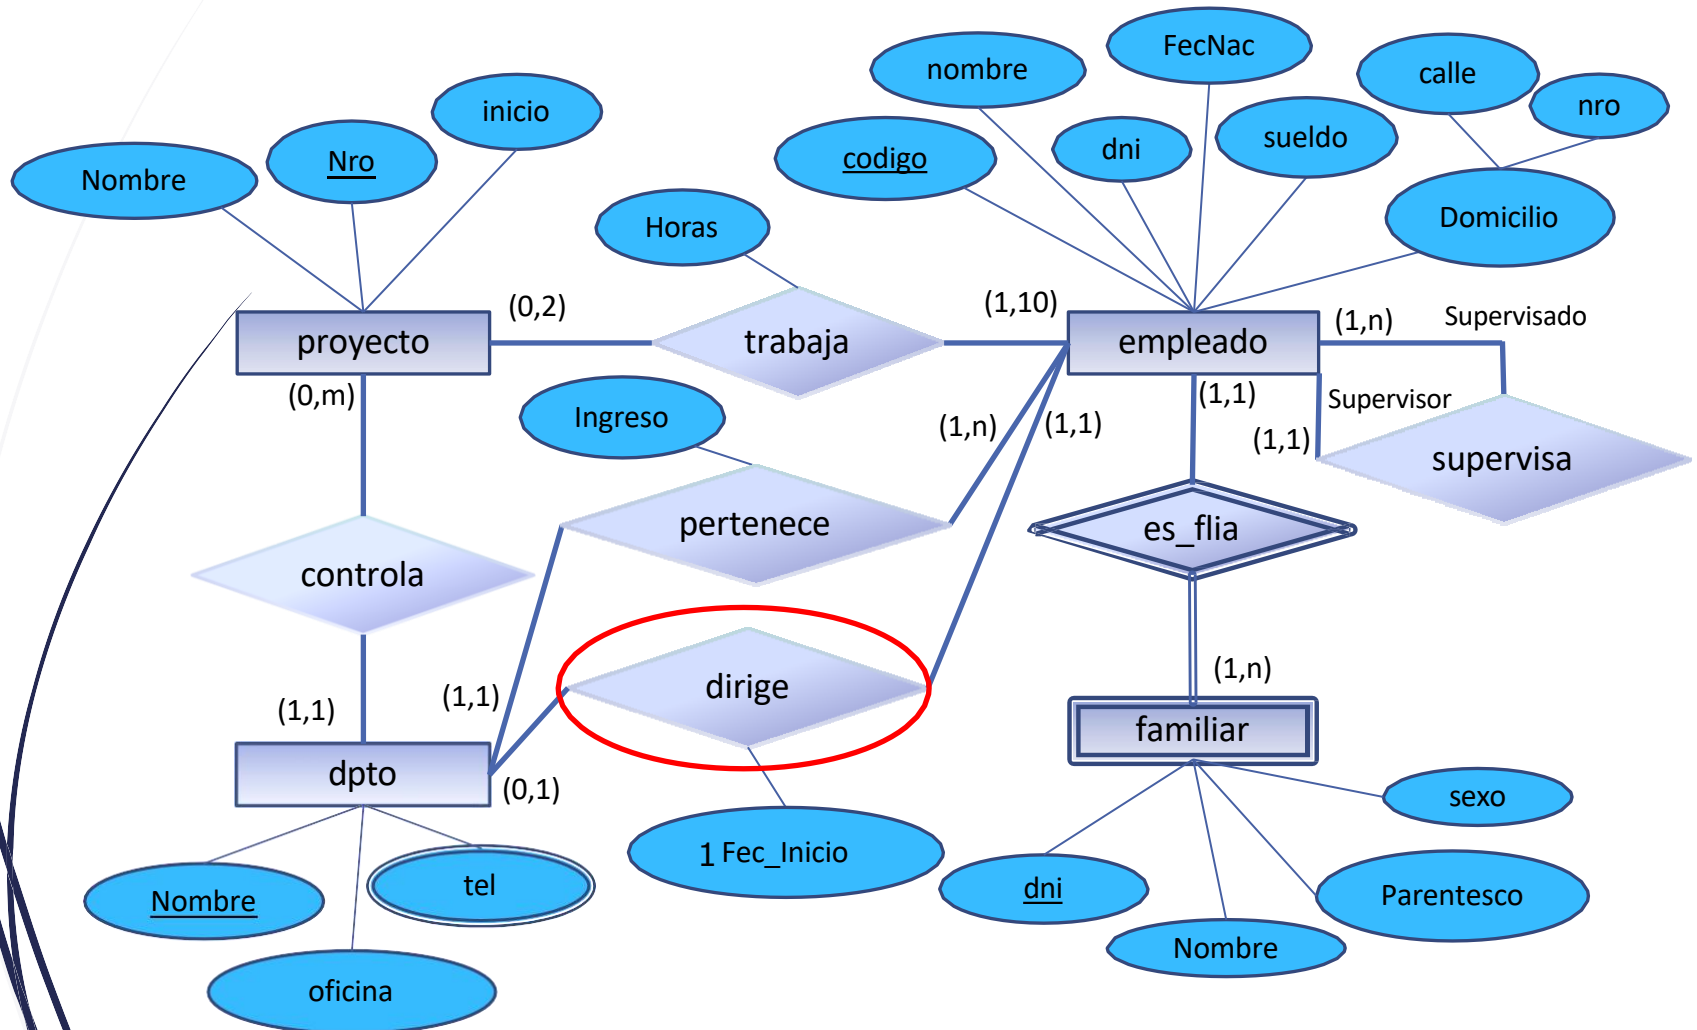 FecNac
nombre
calle
inicio
nro
Nro
codigo
dni
sueldo
Nombre
Domicilio
Horas
(0,2)
(1,10)
(1,n)
Supervisado
proyecto
trabaja
empleado
(0,m)
(1,1)
Supervisor
Ingreso
(1,n)
(1,1)
(1,1)
supervisa
pertenece
es_flia
controla
(1,n)
dirige
(1,1)
(1,1)
familiar
dpto
(0,1)
sexo
1 Fec_Inicio
tel
dni
Parentesco
Nombre
Nombre
oficina